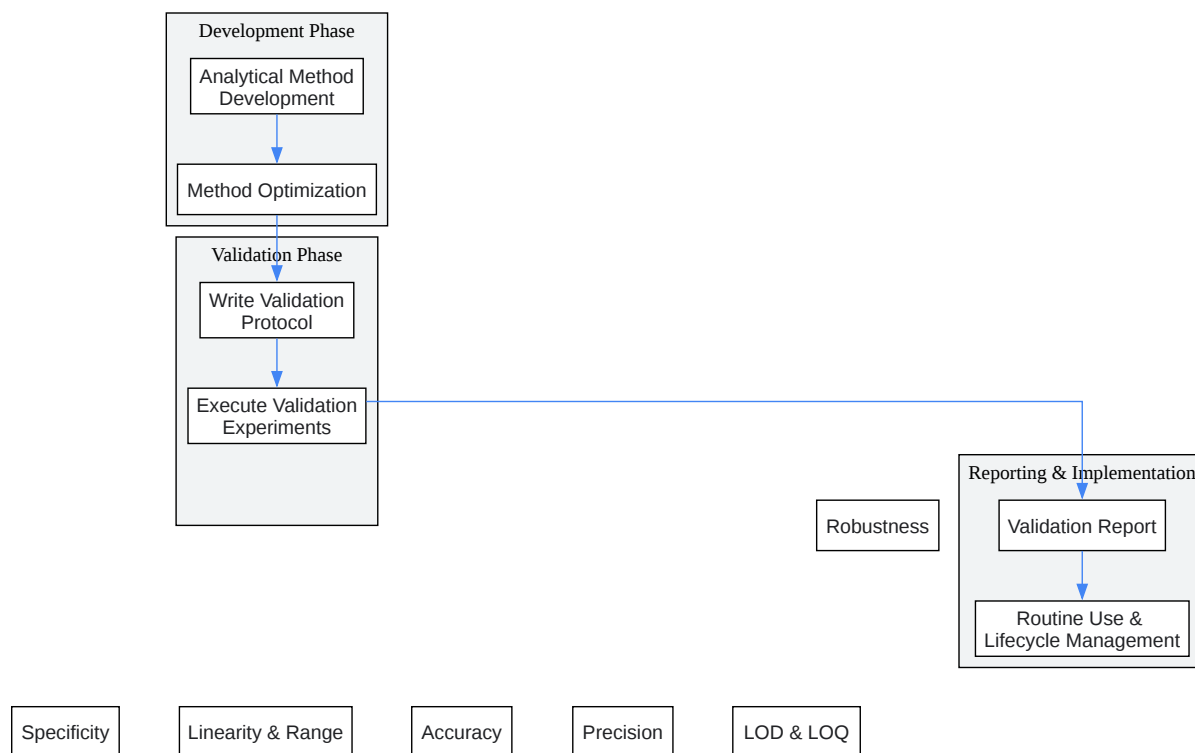 Development Phase
Analytical Method
Development
Method Optimization
Validation Phase
Write Validation
Protocol
Execute Validation
Experiments
Reporting & Implementation
Robustness
Validation Report
Routine Use &
Lifecycle Management
Specificity
Linearity & Range
Accuracy
Precision
LOD & LOQ